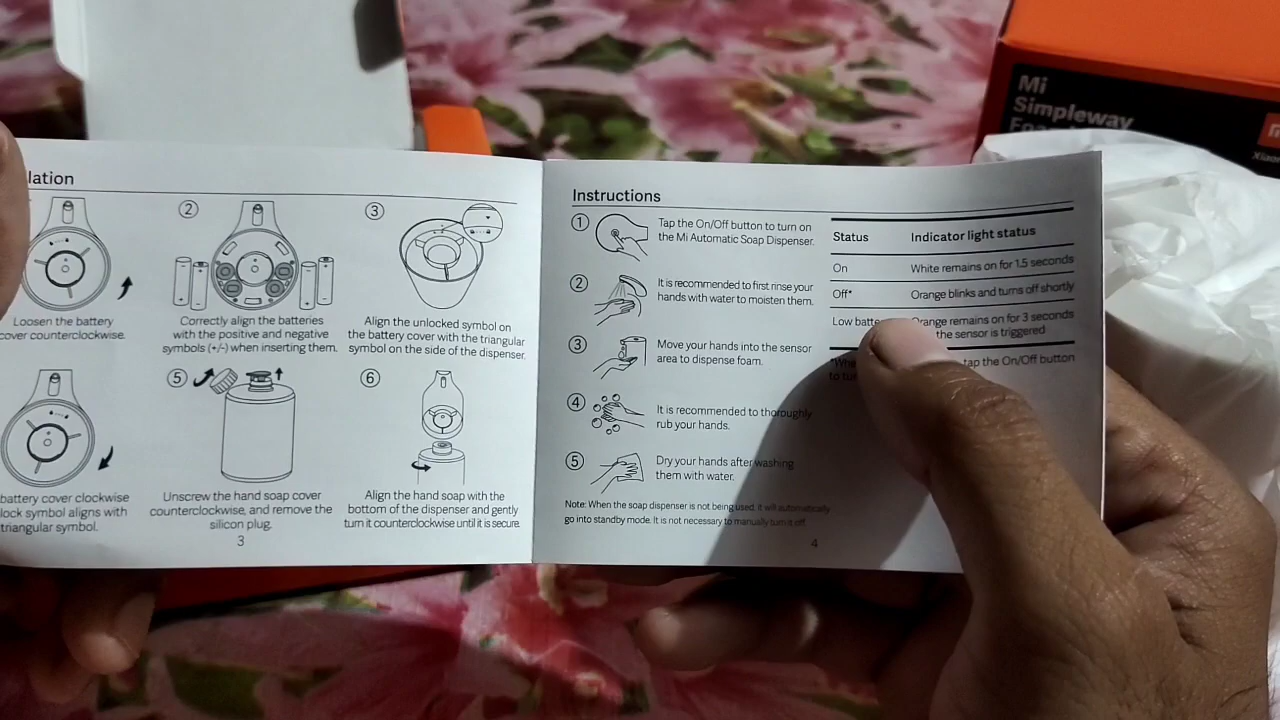 Mi
Simpleway
lation
②
③
Loosen the battery
cover counterclockwise.
Correctly align the batteries
with the positive and negative
symbols (+/-) when inserting them.
Align the unlocked symbol on
the battery cover with the triangular
symbol on the side of the dispenser.
⑤
⑥
battery cover clockwise
lock symbol aligns with
triangular symbol.
Unscrew the hand soap cover
counterclockwise, and remove the
silicon plug.
Align the hand soap with the
bottom of the dispenser and gently
turn it counterclockwise until it is secure.
3
Instructions
① Tap the On/Off button to turn on
the Mi Automatic Soap Dispenser.
② It is recommended to first rinse your
hands with water to moisten them.
③ Move your hands into the sensor
area to dispense foam.
④ It is recommended to thoroughly
rub your hands.
⑤ Dry your hands after washing
them with water.
Note: When the soap dispenser is not being used, it will automatically
go into standby mode. It is not necessary to manually turn it off.
Status Indicator light status
On White remains on for 1.5 seconds
Off* Orange blinks and turns off shortly
Low Orange remains on for 3 seconds
the sensor is triggered
tap the On/Off button
4